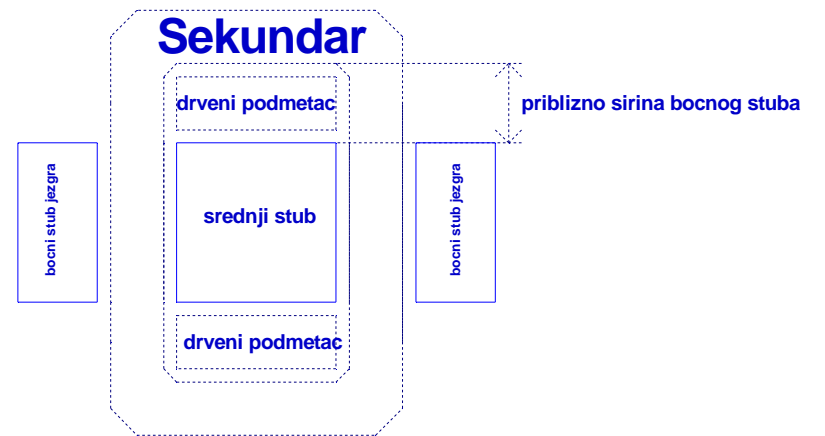 Sekundar
drveni podmetac
priblizno sirina bocnog stuba
bocni stub jezgra
srednji stub
bocni stub jezgra
drveni podmetac